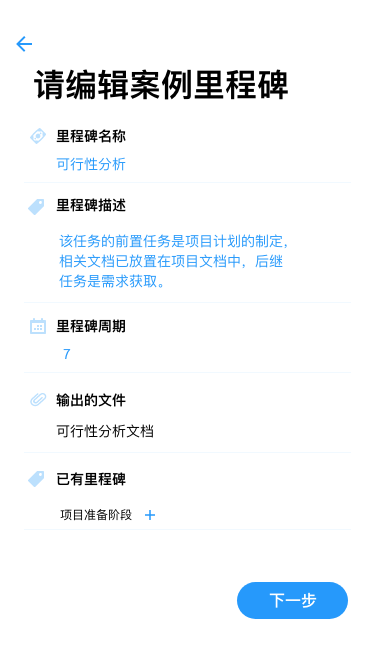 请编辑案例里程碑
里程碑名称
可行性分析
里程碑描述
该任务的前置任务是项目计划的制定，
相关文档已放置在项目文档中，后继
任务是需求获取。
里程碑周期
7
输出的文件
可行性分析文档
已有里程碑
项目准备阶段 +
下一步